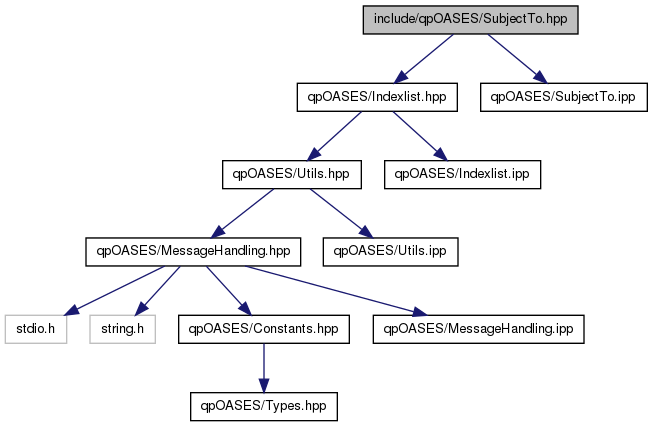 include/qpOASES/SubjectTo.hpp
qpOASES/Indexlist.hpp
qpOASES/SubjectTo.ipp
qpOASES/Utils.hpp
qpOASES/Indexlist.ipp
qpOASES/MessageHandling.hpp
qpOASES/Utils.ipp
stdio.h
string.h
qpOASES/Constants.hpp
qpOASES/MessageHandling.ipp
qpOASES/Types.hpp